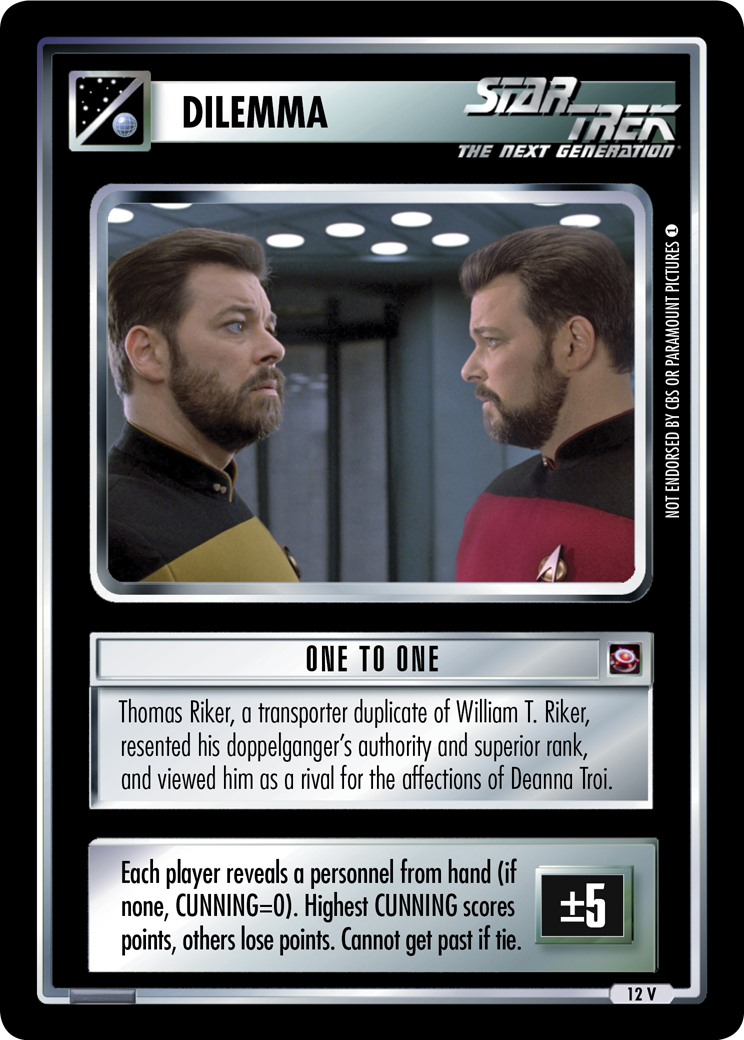 DILEMMA
STAR TREK
THE NEXT GENERATION
NOT ENDORSED BY CBS OR PARAMOUNT PICTURES 1
ONE TO ONE
Thomas Riker, a transporter duplicate of William T. Riker,
resented his doppelganger's authority and superior rank,
and viewed him as a rival for the affections of Deanna Troi.
Each player reveals a personnel from hand (if
none, CUNNING=0). Highest CUNNING scores
points, others lose points. Cannot get past if tie.
±5
12 V